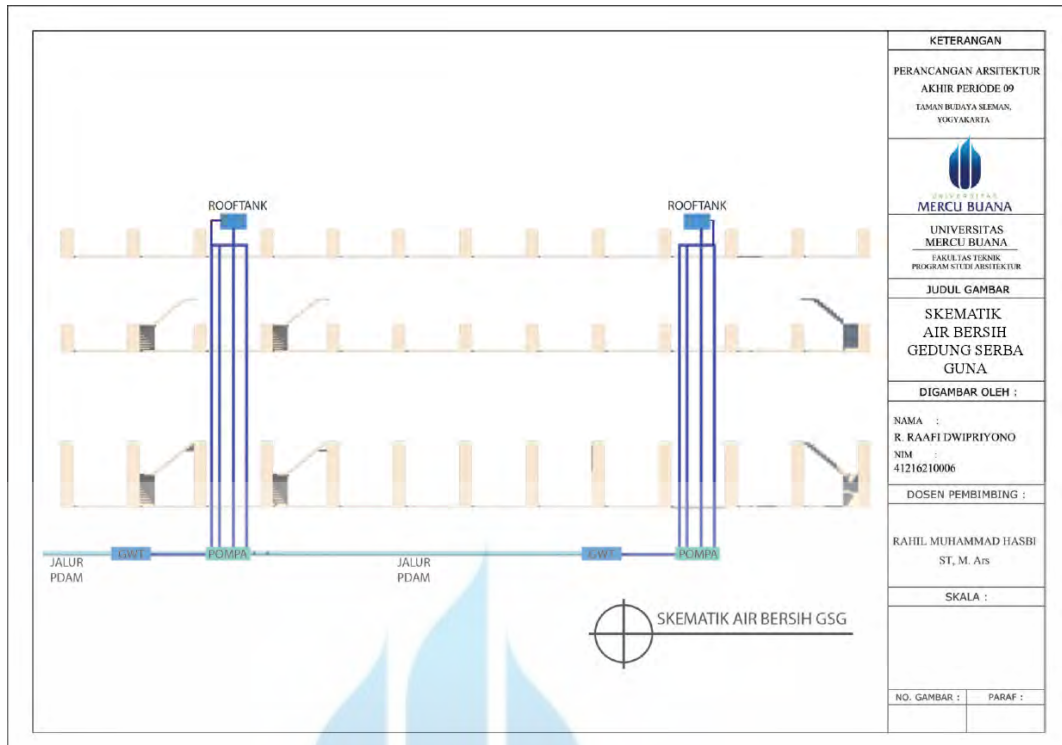 ROOFTANK
ROOFTANK
GWT
POMPA
GWT
POMPA
JALUR
PDAM
JALUR
PDAM
SKEMATIK AIR BERSIH GSG
KETERANGAN
PERANCANGAN ARSITEKTUR
AKHIR PERIODE 09
TAMAN BUDAYA SLEMAN,
YOGYAKARTA
UNIVERSITAS
MERCU BUANA
UNIVERSITAS
MERCU BUANA
FAKULTAS TEKNIK
PROGRAM STUDI ARSITEKTUR
JUDUL GAMBAR
SKEMATIK
AIR BERSIH
GEDUNG SERBA
GUNA
DIGAMBAR OLEH :
NAMA :
R. RAAFI DWIPRIYONO
NIM :
41216210006
DOSEN PEMBIMBING :
RAHIL MUHAMMAD HASBI
ST, M. Ars
SKALA :
NO. GAMBAR : PARAF :